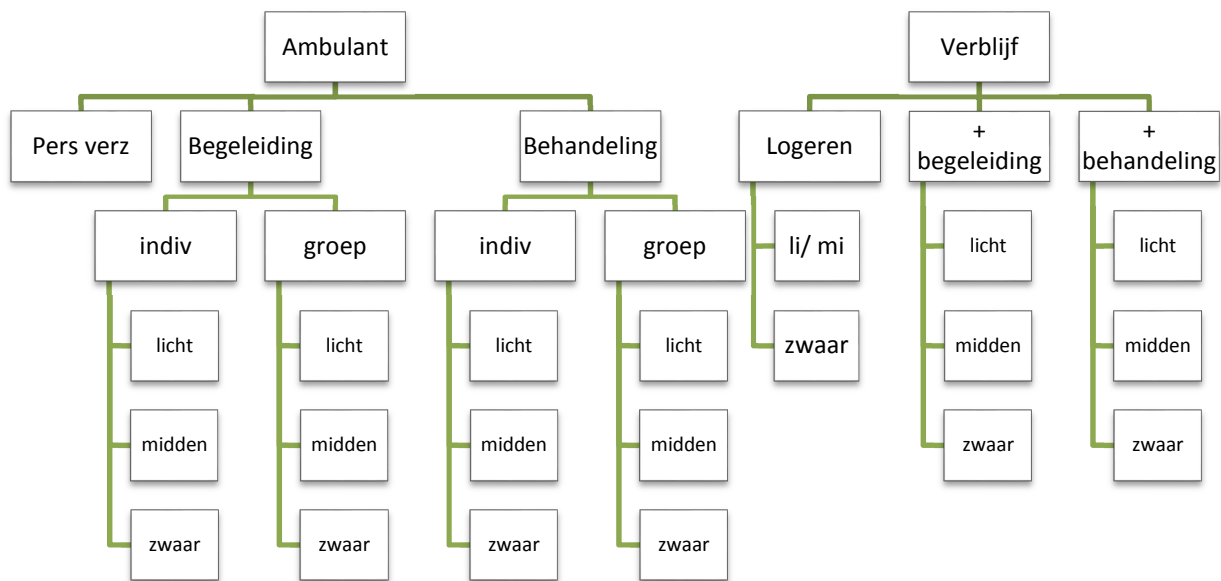 Ambulant
Verblijf
Pers verz
Begeleiding
Behandeling
Logeren
+
begeleiding
+
behandeling
indiv
groep
indiv
groep
li/ mi
licht
licht
licht
licht
licht
licht
zwaar
midden
midden
midden
midden
midden
midden
zwaar
zwaar
zwaar
zwaar
zwaar
zwaar